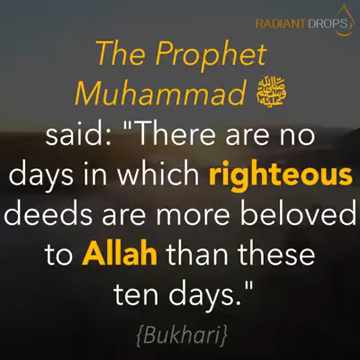 RADIANT DROPS
The Prophet
Muhammad ﷺ
said: "There are no
days in which righteous
deeds are more beloved
to Allah than these
ten days."
{Bukhari}